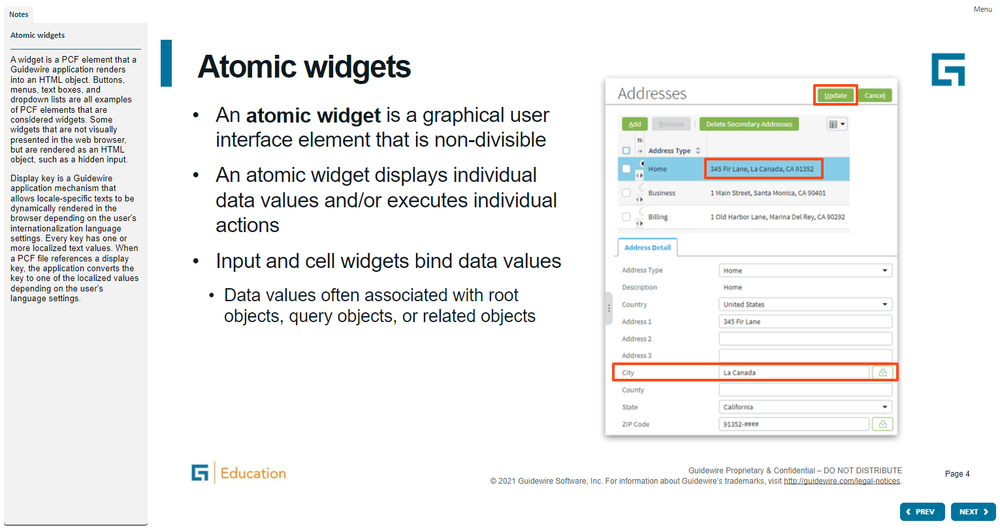 Notes
Menu
Atomic widgets
A widget is a PCF element that a
Guidewire application renders
into an HTML object. Buttons,
menus, text boxes, and
dropdown lists are all examples
of PCF elements that are
considered widgets. Some
widgets that are not visually
presented in the web browser,
but are rendered as an HTML
object, such as a hidden input.
Display key is a Guidewire
application mechanism that
allows locale-specific texts to be
dynamically rendered in the
browser depending on the user's
internationalization language
settings. Every key has one or
more localized text values. When
a PCF file references a display
key, the application converts the
key to one of the localized values
depending on the user's
language settings.
Atomic widgets
• An atomic widget is a graphical user
interface element that is non-divisible
• An atomic widget displays individual
data values and/or executes individual
actions
• Input and cell widgets bind data values
• Data values often associated with root
objects, query objects, or related objects
Addresses
Update Cancel
Add Remove Delete Secondary Addresses
Address Type
Home 345 Fir Lane, La Canada, CA 91352
Business 1 Main Street, Santa Monica, CA 90401
Billing 1 Old Harbor Lane, Marina Del Rey, CA 90292
Address Detail
Address Type Home
Description Home
Country United States
Address 1 345 Fir Lane
Address 2
Address 3
City La Canada
County
State California
ZIP Code 91352-####
Education
Guidewire Proprietary & Confidential – DO NOT DISTRIBUTE
© 2021 Guidewire Software, Inc. For information about Guidewire's trademarks, visit http://guidewire.com/legal-notices.
Page 4
PREV
NEXT